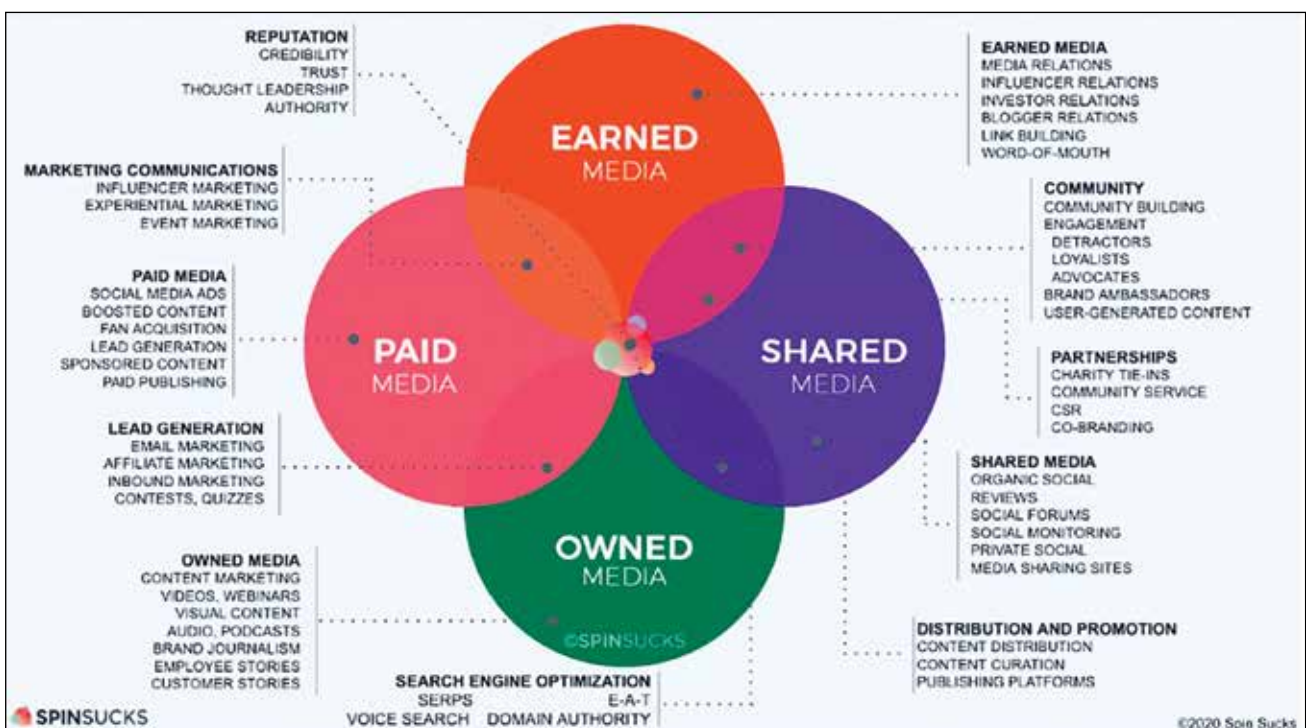 REPUTATION
CREDIBILITY
TRUST
THOUGHT LEADERSHIP
AUTHORITY
MARKETING COMMUNICATIONS
INFLUENCER MARKETING
EXPERIENTIAL MARKETING
EVENT MARKETING
PAID MEDIA
SOCIAL MEDIA ADS
BOOSTED CONTENT
FAN ACQUISITION
LEAD GENERATION
SPONSORED CONTENT
PAID PUBLISHING
LEAD GENERATION
EMAIL MARKETING
AFFILIATE MARKETING
INBOUND MARKETING
CONTESTS, QUIZZES
OWNED MEDIA
CONTENT MARKETING
VIDEOS, WEBINARS
VISUAL CONTENT
AUDIO, PODCASTS
BRAND JOURNALISM
EMPLOYEE STORIES
CUSTOMER STORIES
EARNED
MEDIA
PAID
MEDIA
SHARED
MEDIA
OWNED
MEDIA
©SPINSUCKS
SEARCH ENGINE OPTIMIZATION
SERPS E-A-T
VOICE SEARCH DOMAIN AUTHORITY
EARNED MEDIA
MEDIA RELATIONS
INFLUENCER RELATIONS
INVESTOR RELATIONS
BLOGGER RELATIONS
LINK BUILDING
WORD-OF-MOUTH
COMMUNITY
COMMUNITY BUILDING
ENGAGEMENT
DETRACTORS
LOYALISTS
ADVOCATES
BRAND AMBASSADORS
USER-GENERATED CONTENT
PARTNERSHIPS
CHARITY TIE-INS
COMMUNITY SERVICE
CSR
CO-BRANDING
SHARED MEDIA
ORGANIC SOCIAL
REVIEWS
SOCIAL FORUMS
SOCIAL MONITORING
PRIVATE SOCIAL
MEDIA SHARING SITES
DISTRIBUTION AND PROMOTION
CONTENT DISTRIBUTION
CONTENT CURATION
PUBLISHING PLATFORMS
SPINSUCKS
©2020 Spin Sucks